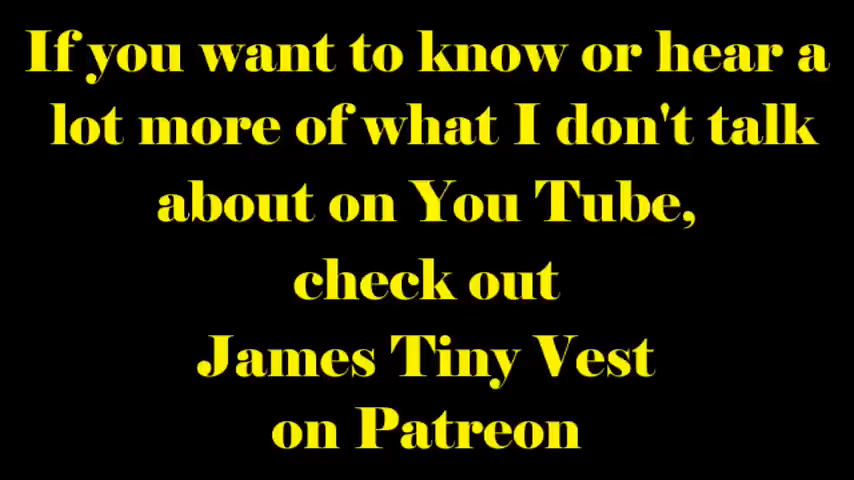 If you want to know or hear a
lot more of what I don't talk
about on You Tube,
check out
James Tiny Vest
on Patreon